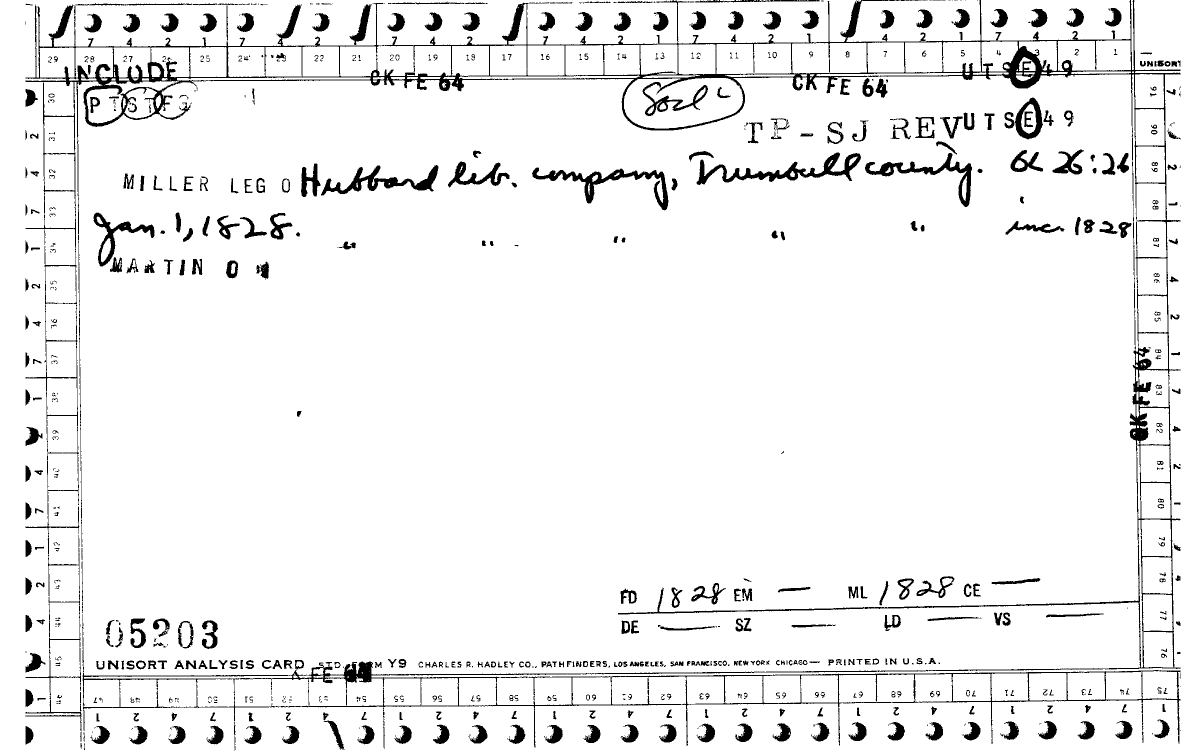 7 4 2 1 7 4 2 1 7 4 2 1 7 4 2 1 7 4 2 1 7 4 2 1 7 4 2 1
29 28 27 26 25 24 23 22 21 20 19 18 17 16 15 14 13 12 11 10 9 8 7 6 5 4 3 2 1
UNISORT
INCLUDE CK FE 64 CK FE 64 UTSE49
PTSTFG Socl
TP-SJ REV UTSE49
MILLER LEG O Hubbard lib. company, Trumbull county. GL 26:26
Jan. 1, 1828. " " " " " inc. 1828
MARTIN O
CK FE 64
30 31 32 33 34 35 36 37 38 39 40 41 42 43 44 45 46
91 90 89 88 87 86 85 84 83 82 81 80 79 78 77 76
FD 1828 EM — ML 1828 CE —
DE — SZ — LD — VS —
05203
UNISORT ANALYSIS CARD STD. FORM Y9 CHARLES R. HADLEY CO., PATHFINDERS, LOS ANGELES, SAN FRANCISCO, NEW YORK CHICAGO — PRINTED IN U.S.A.
FE 64
47 48 49 50 51 52 53 54 55 56 57 58 59 60 61 62 63 64 65 66 67 68 69 70 71 72 73 74 75
1 2 4 7 1 2 4 7 1 2 4 7 1 2 4 7 1 2 4 7 1 2 4 7 1 2 4 7 1